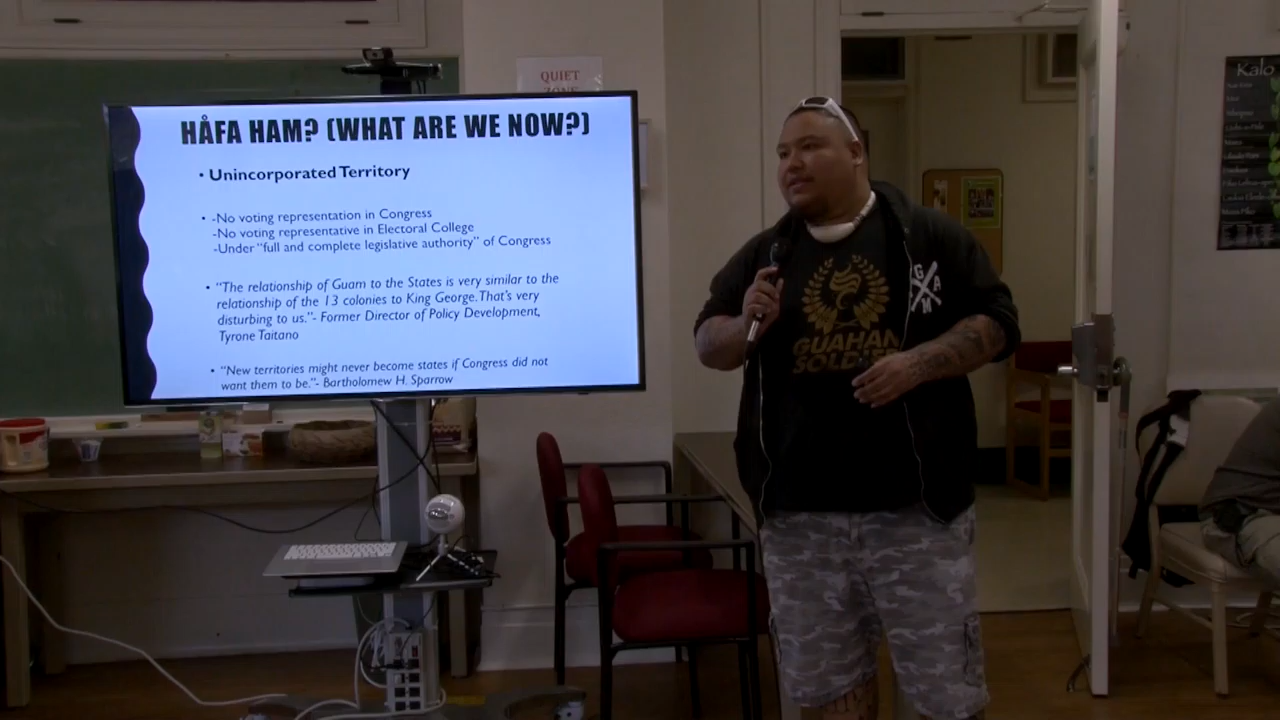 QUIET
ZONE
HÅFA HAM? (WHAT ARE WE NOW?)
• Unincorporated Territory
• -No voting representation in Congress
-No voting representative in Electoral College
-Under "full and complete legislative authority" of Congress
• "The relationship of Guam to the States is very similar to the
relationship of the 13 colonies to King George. That's very
disturbing to us."- Former Director of Policy Development,
Tyrone Taitano
• "New territories might never become states if Congress did not
want them to be."- Bartholomew H. Sparrow
GUAHAN
SOLDIER
G
A
M
Kalo